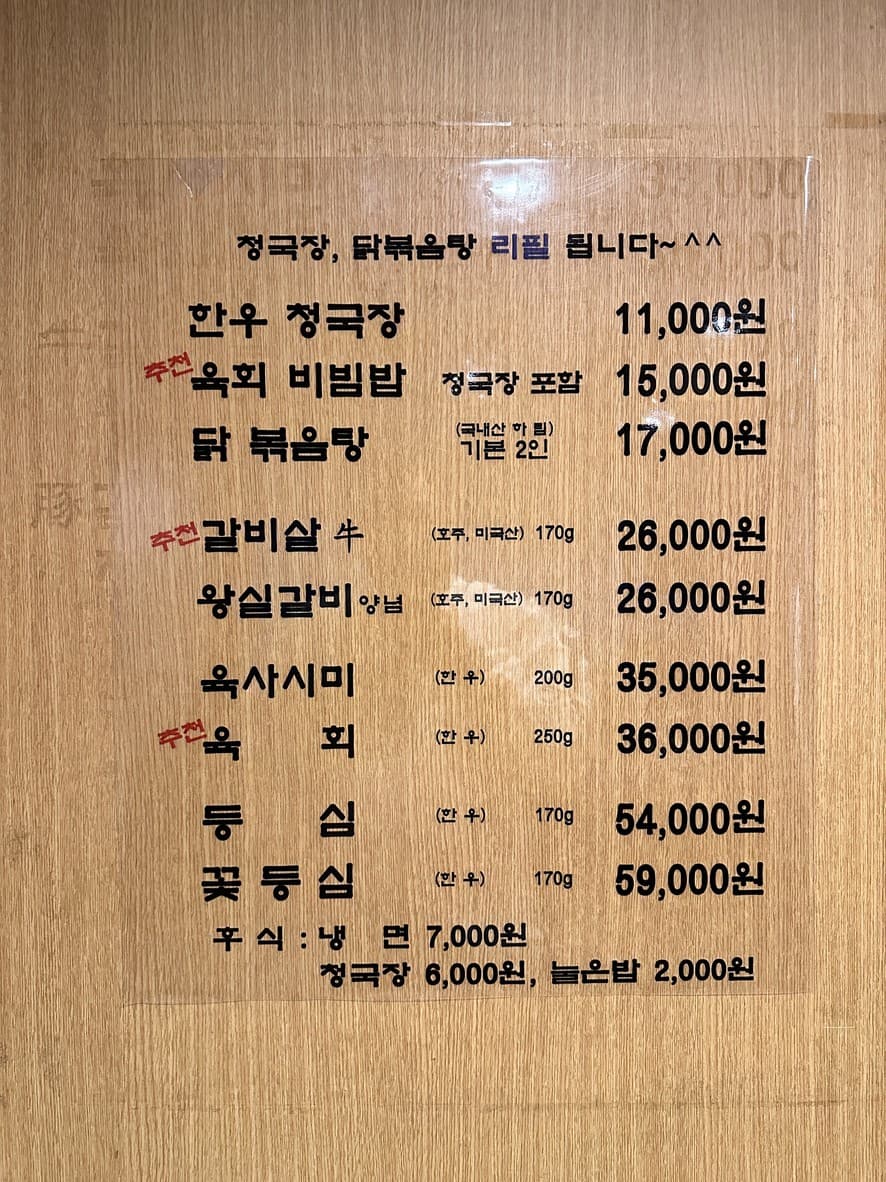 청국장, 닭볶음탕 리필 됩니다~^^
한우 청국장 11,000원
추천 육회 비빔밥 청국장 포함 15,000원
닭 볶음탕 (국내산 하 림) 기본 2인 17,000원
추천 갈비살 牛 (호주, 미국산) 170g 26,000원
왕실갈비 양념 (호주, 미국산) 170g 26,000원
육사시미 (한 우) 200g 35,000원
추천 육 회 (한 우) 250g 36,000원
등 심 (한 우) 170g 54,000원
꽃 등 심 (한 우) 170g 59,000원
후 식 : 냉 면 7,000원
청국장 6,000원, 눌은밥 2,000원